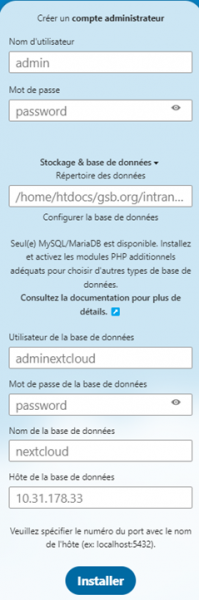 Créer un compte administrateur
Nom d'utilisateur
admin
Mot de passe
password
Stockage & base de données
Répertoire des données
/home/htdocs/gsb.org/intran...
Configurer la base de données
Seul(e) MySQL/MariaDB est disponible. Installez
et activez les modules PHP additionnels
adéquats pour choisir d'autres types de base de
données.
Consultez la documentation pour plus de
détails.
Utilisateur de la base de données
adminextcloud
Mot de passe de la base de données
password
Nom de la base de données
nextcloud
Hôte de la base de données
10.31.178.33
Veuillez spécifier le numéro du port avec le nom
de l'hôte (ex: localhost:5432).
Installer